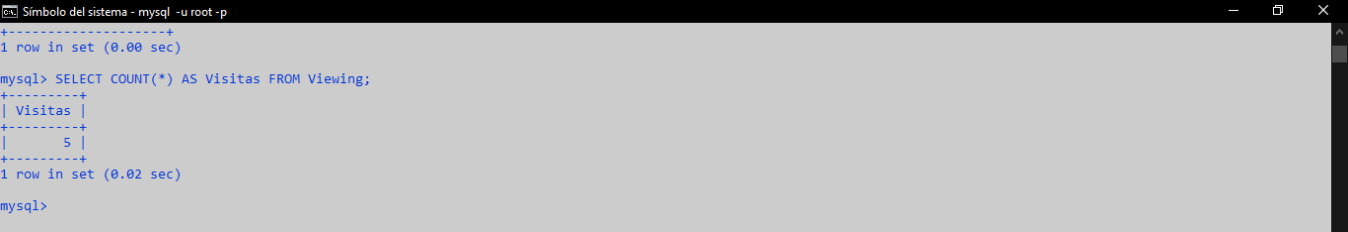 Símbolo del sistema - mysql -u root -p
+--------------------+
1 row in set (0.00 sec)
mysql> SELECT COUNT(*) AS Visitas FROM Viewing;
+---------+
| Visitas |
+---------+
|       5 |
+---------+
1 row in set (0.02 sec)
mysql>